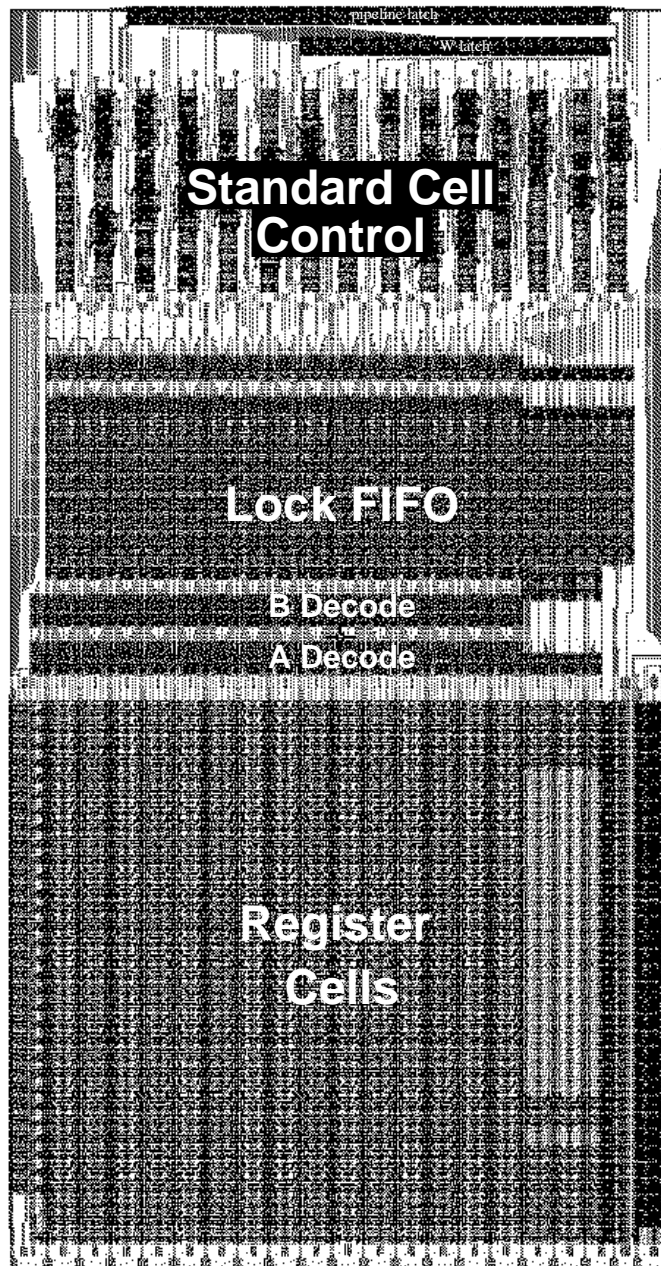 pipeline latch
W latch
Standard Cell
Control
Lock FIFO
B Decode
A Decode
Register
Cells